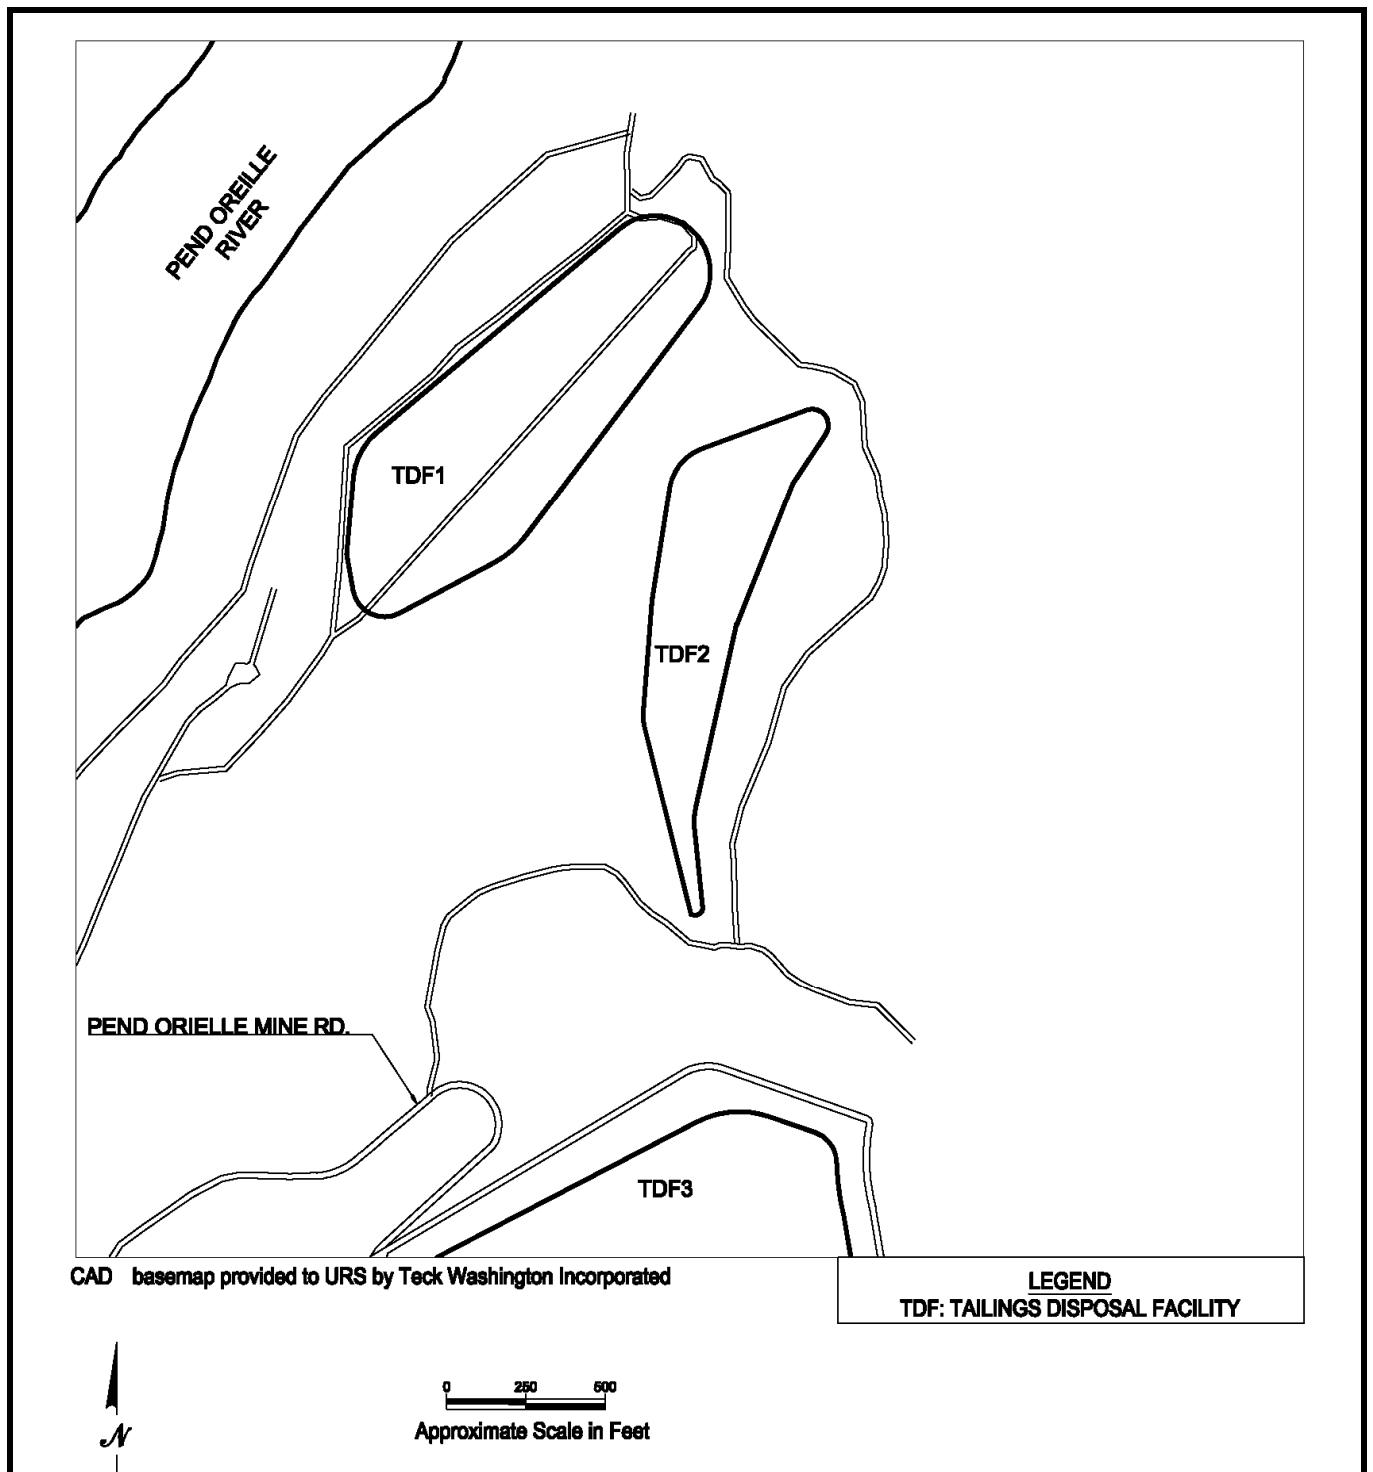 PEND OREILLE
RIVER
TDF1
TDF2
PEND ORIELLE MINE RD.
TDF3
CAD basemap provided to URS by Teck Washington Incorporated
LEGEND
TDF: TAILINGS DISPOSAL FACILITY
0 250 500
Approximate Scale in Feet
N